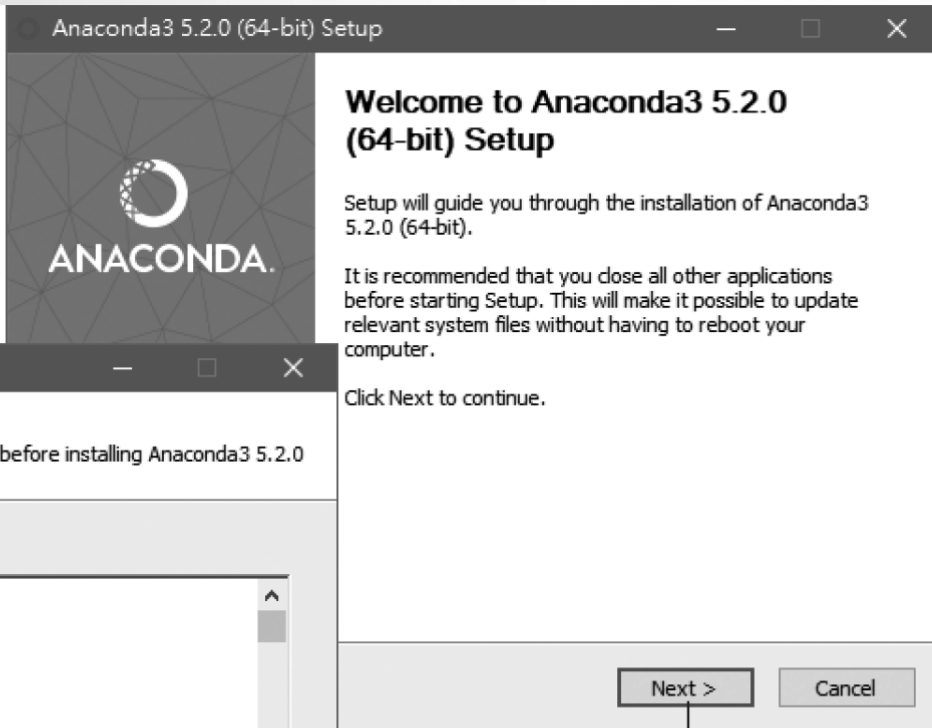 Anaconda3 5.2.0 (64-bit) Setup
ANACONDA.
Welcome to Anaconda3 5.2.0
(64-bit) Setup
Setup will guide you through the installation of Anaconda3
5.2.0 (64-bit).
It is recommended that you close all other applications
before starting Setup. This will make it possible to update
relevant system files without having to reboot your
computer.
Click Next to continue.
before installing Anaconda3 5.2.0
Next >
Cancel